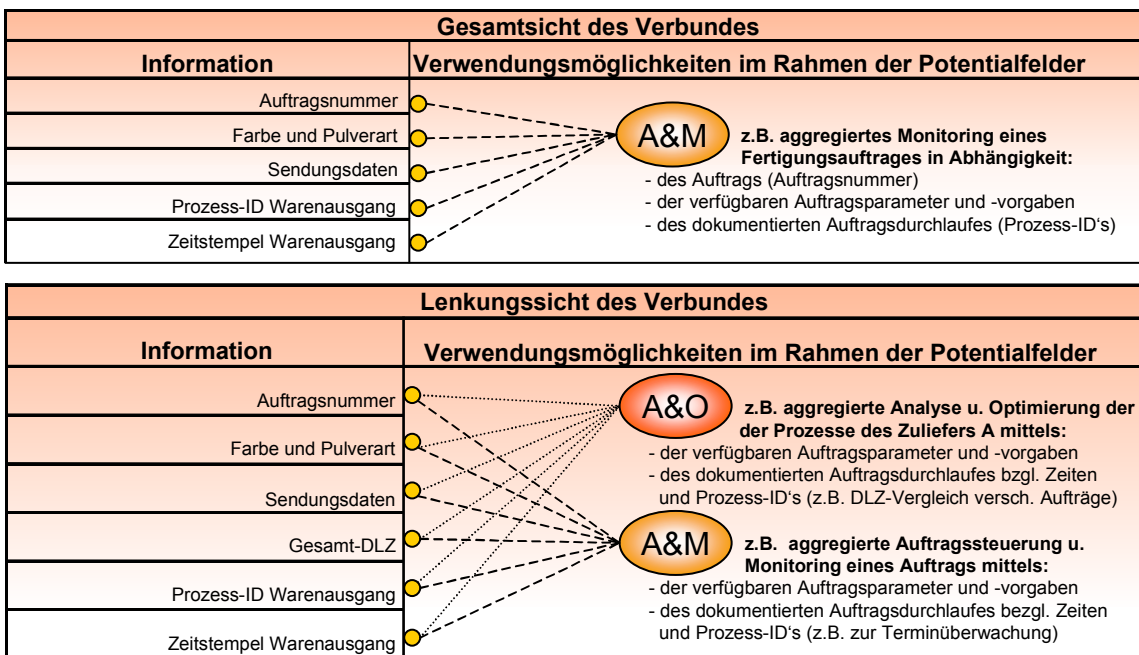 Gesamtsicht des Verbundes
Information
Verwendungsmöglichkeiten im Rahmen der Potentialfelder
Auftragsnummer
Farbe und Pulverart
Sendungsdaten
Prozess-ID Warenausgang
Zeitstempel Warenausgang
A&M
z.B. aggregiertes Monitoring eines
Fertigungsauftrages in Abhängigkeit:
- des Auftrags (Auftragsnummer)
- der verfügbaren Auftragsparameter und -vorgaben
- des dokumentierten Auftragsdurchlaufes (Prozess-ID‘s)
Lenkungssicht des Verbundes
Information
Verwendungsmöglichkeiten im Rahmen der Potentialfelder
Auftragsnummer
Farbe und Pulverart
Sendungsdaten
Gesamt-DLZ
Prozess-ID Warenausgang
Zeitstempel Warenausgang
A&O
z.B. aggregierte Analyse u. Optimierung der
der Prozesse des Zuliefers A mittels:
- der verfügbaren Auftragsparameter und -vorgaben
- des dokumentierten Auftragsdurchlaufes bzgl. Zeiten
und Prozess-ID‘s (z.B. DLZ-Vergleich versch. Aufträge)
A&M
z.B. aggregierte Auftragssteuerung u.
Monitoring eines Auftrags mittels:
- der verfügbaren Auftragsparameter und -vorgaben
- des dokumentierten Auftragsdurchlaufes bezgl. Zeiten
und Prozess-ID‘s (z.B. zur Terminüberwachung)